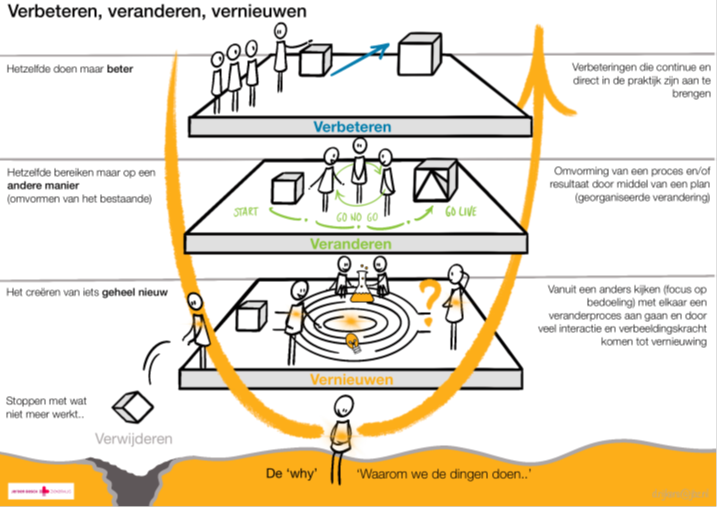 Verbeteren, veranderen, vernieuwen
Hetzelfde doen maar beter
Verbeteringen die continue en
direct in de praktijk zijn aan te
brengen
Verbeteren
Hetzelfde bereiken maar op een
andere manier
(omvormen van het bestaande)
Omvorming van een proces en/of
resultaat door middel van een plan
(georganiseerde verandering)
START
GO NO GO
GO LIVE
Veranderen
Het creëren van iets geheel nieuw
?
Vanuit een anders kijken (focus op
bedoeling) met elkaar een
veranderproces aan gaan en door
veel interactie en verbeeldingskracht
komen tot vernieuwing
Vernieuwen
Stoppen met wat
niet meer werkt..
Verwijderen
De ‘why’
‘Waarom we de dingen doen..’